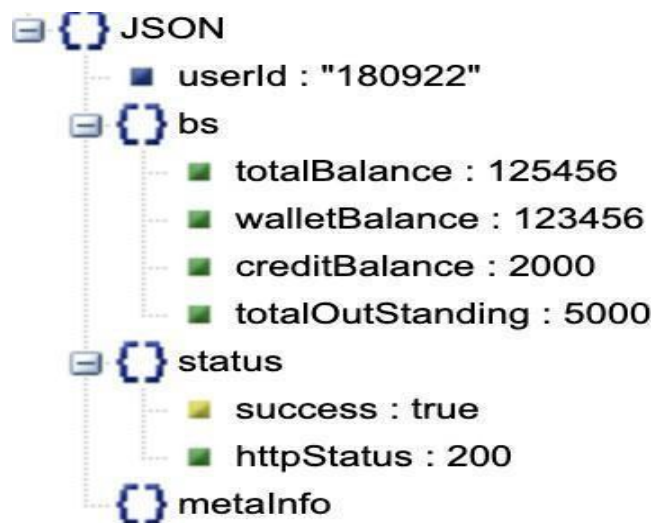 JSON
userId : "180922"
bs
totalBalance : 125456
walletBalance : 123456
creditBalance : 2000
totalOutStanding : 5000
status
success : true
httpStatus : 200
metaInfo